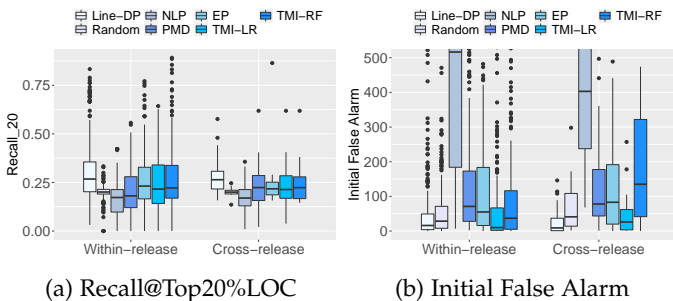 Line-DP NLP EP TMI-RF
Random PMD TMI-LR
Recall_20
0.75
0.50
0.25
0.00
Within-release Cross-release
(a) Recall@Top20%LOC
Line-DP NLP EP TMI-RF
Random PMD TMI-LR
Initial False Alarm
500
400
300
200
100
0
Within-release Cross-release
(b) Initial False Alarm